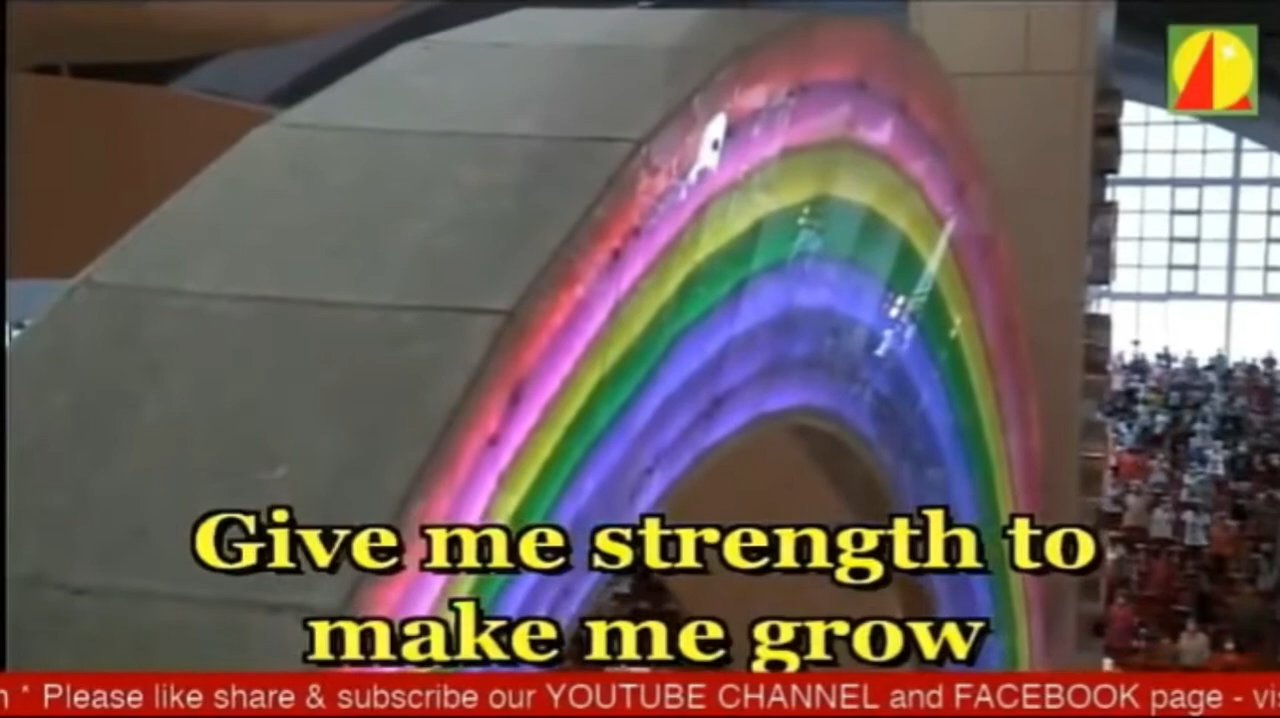 Give me strength to
make me grow
* Please like share & subscribe our YOUTUBE CHANNEL and FACEBOOK page -